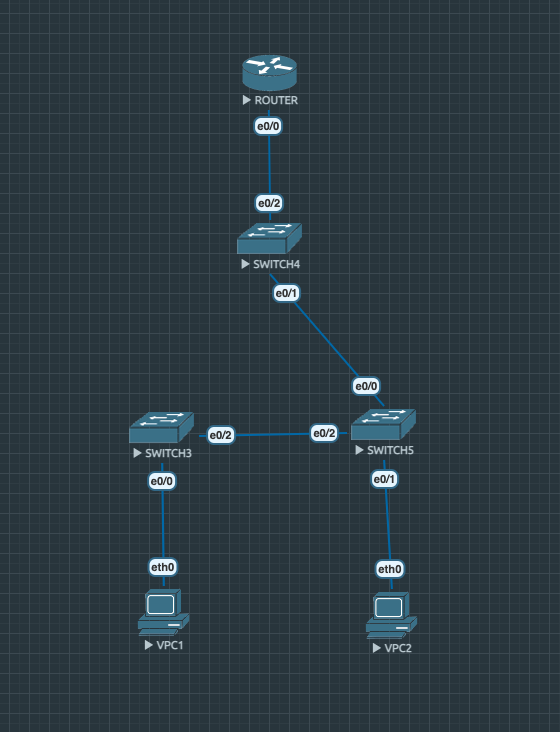 ROUTER
e0/0
e0/2
SWITCH4
e0/1
e0/0
e0/2
e0/2
SWITCH3
SWITCH5
e0/0
e0/1
eth0
eth0
VPC1
VPC2